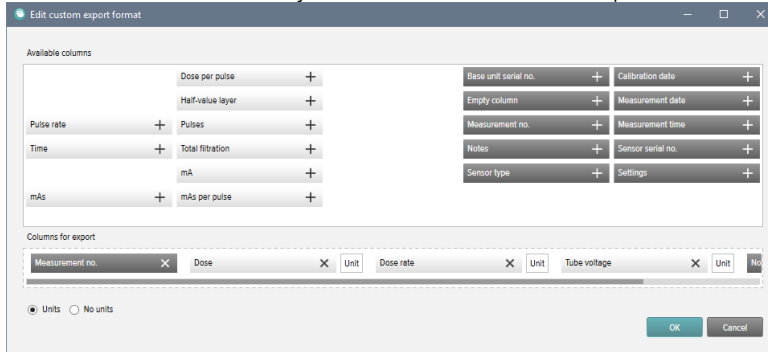 Edit custom export format
Available columns
Dose per pulse + Base unit serial no. + Calibration date +
Half-value layer + Empty column + Measurement date +
Pulse rate + Pulses + Measurement no. + Measurement time +
Time + Total filtration + Notes + Sensor serial no. +
mA + Sensor type + Settings +
mAs + mAs per pulse +
Columns for export
Measurement no. Dose Unit Dose rate Unit Tube voltage Unit No
Units No units
OK Cancel